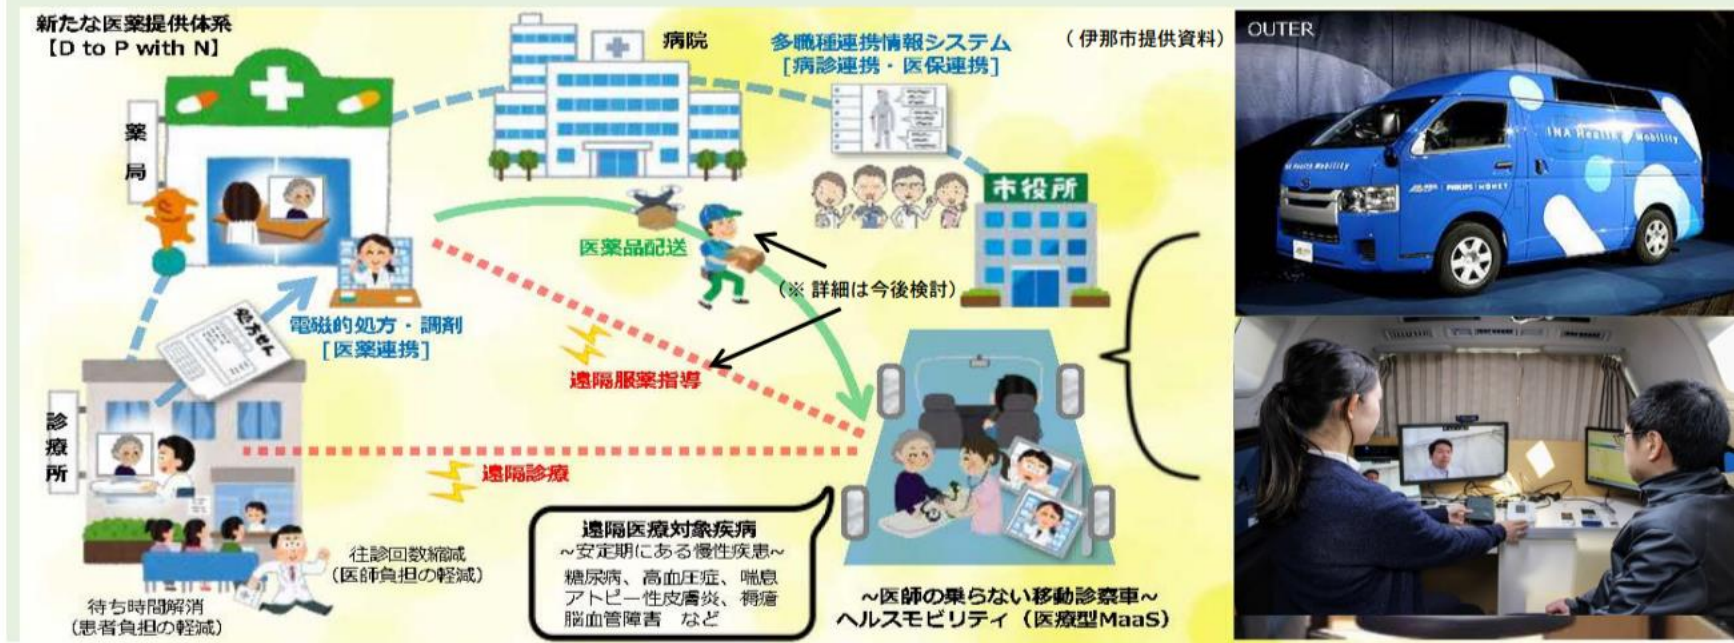 新たな医薬提供体系
【D to P with N】
病院
多職種連携情報システム
[病診連携・医保連携]
（伊那市提供資料）
OUTER
薬局
市役所
INA Health Mobility
INA Health Mobility
PHILIPS MONET
医薬品配送
（※ 詳細は今後検討）
処方せん
電磁的処方・調剤
[医薬連携]
遠隔服薬指導
診療所
遠隔診療
遠隔医療対象疾病
~安定期にある慢性疾患~
糖尿病、高血圧症、喘息
アトピー性皮膚炎、褥瘡
脳血管障害 など
往診回数縮減
（医師負担の軽減）
待ち時間解消
（患者負担の軽減）
~医師の乗らない移動診察車~
ヘルスモビリティ（医療型MaaS）